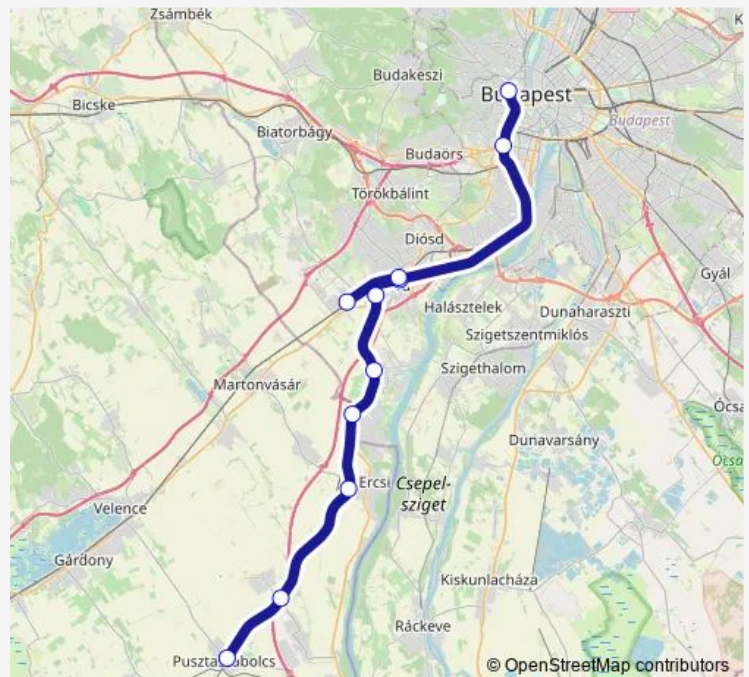 Zsámbék
Budakeszi
Budapest
Bicske
Budapest
Biatorbágy
Budaörs
Törökbálint
Diósd
Gyál
Halásztelek
Dunaharaszti
Szigetszentmiklós
Szigethalom
Martonvásár
Ócsa
Dunavarsány
Ócsa
Ercsi
Csepel-
sziget
Velence
Gárdony
Kiskunlacháza
Ráckeve
Pusztaszabolcs
© OpenStreetMap contributors